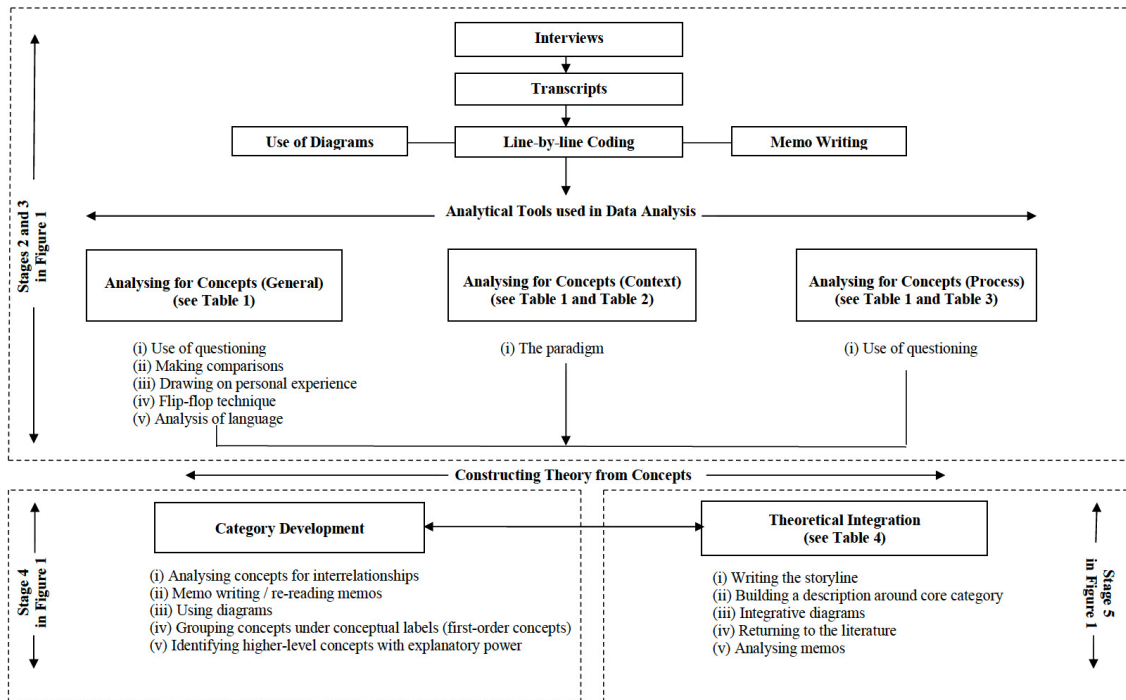 Interviews
Transcripts
Use of Diagrams
Line-by-line Coding
Memo Writing
Analytical Tools used in Data Analysis
Stages 2 and 3
in Figure 1
Analysing for Concepts (General)
(see Table 1)
Analysing for Concepts (Context)
(see Table 1 and Table 2)
Analysing for Concepts (Process)
(see Table 1 and Table 3)
(i) Use of questioning
(ii) Making comparisons
(iii) Drawing on personal experience
(iv) Flip-flop technique
(v) Analysis of language
(i) The paradigm
(i) Use of questioning
Constructing Theory from Concepts
Stage 4
in Figure 1
Category Development
(i) Analysing concepts for interrelationships
(ii) Memo writing / re-reading memos
(iii) Using diagrams
(iv) Grouping concepts under conceptual labels (first-order concepts)
(v) Identifying higher-level concepts with explanatory power
Theoretical Integration
(see Table 4)
(i) Writing the storyline
(ii) Building a description around core category
(iii) Integrative diagrams
(iv) Returning to the literature
(v) Analysing memos
Stage 5
in Figure 1